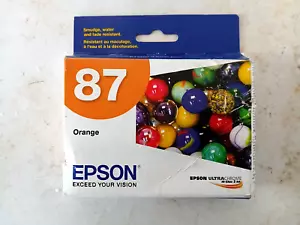 Smudge, water
and fade resistant
Résistant au maculage,
à l'eau et à la décoloration.
87
Orange
EPSON
EXCEED YOUR VISION
EPSON ULTRACHROME